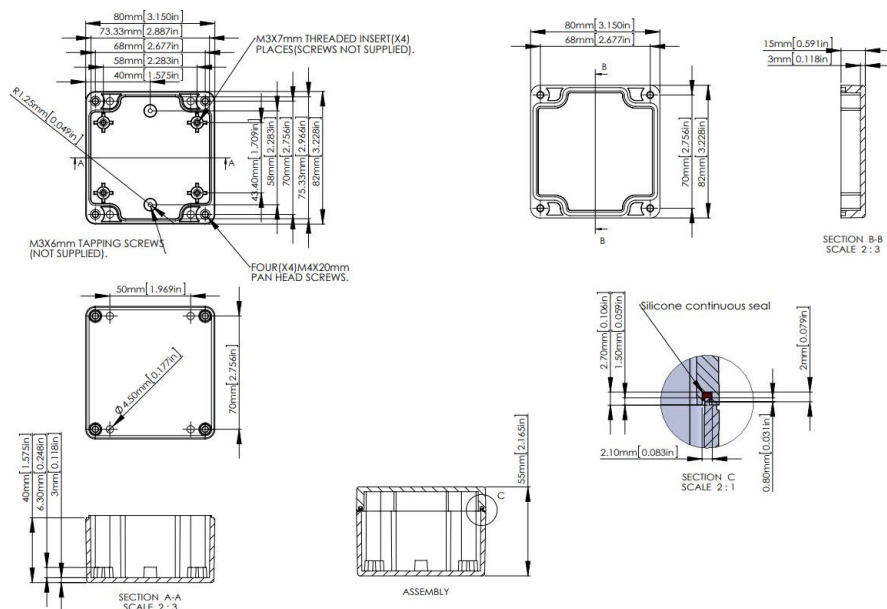 80mm[3.150in]
73.33mm[2.887in]
68mm[2.677in]
58mm[2.283in]
40mm[1.575in]
M3X7mm THREADED INSERT(X4)
PLACES(SCREWS NOT SUPPLIED).
R1.25mm[0.049in]
A
A
43.40mm[1.709in]
58mm[2.283in]
70mm[2.756in]
75.33mm[2.966in]
82mm[3.228in]
M3X6mm TAPPING SCREWS
(NOT SUPPLIED).
FOUR(X4)M4X20mm
PAN HEAD SCREWS.
80mm[3.150in]
68mm[2.677in]
B
B
70mm[2.756in]
82mm[3.228in]
15mm[0.591in]
3mm[0.118in]
SECTION B-B
SCALE 2 : 3
50mm[1.969in]
Φ4.50mm[0.177in]
70mm[2.756in]
Silicone continuous seal
2.70mm[0.106in]
1.50mm[0.059in]
2mm[0.079in]
2.10mm[0.083in]
0.80mm[0.031in]
SECTION C
SCALE 2 : 1
40mm[1.575in]
6.30mm[0.248in]
3mm[0.118in]
SECTION A-A
SCALE 2 : 3
55mm[2.165in]
C
ASSEMBLY